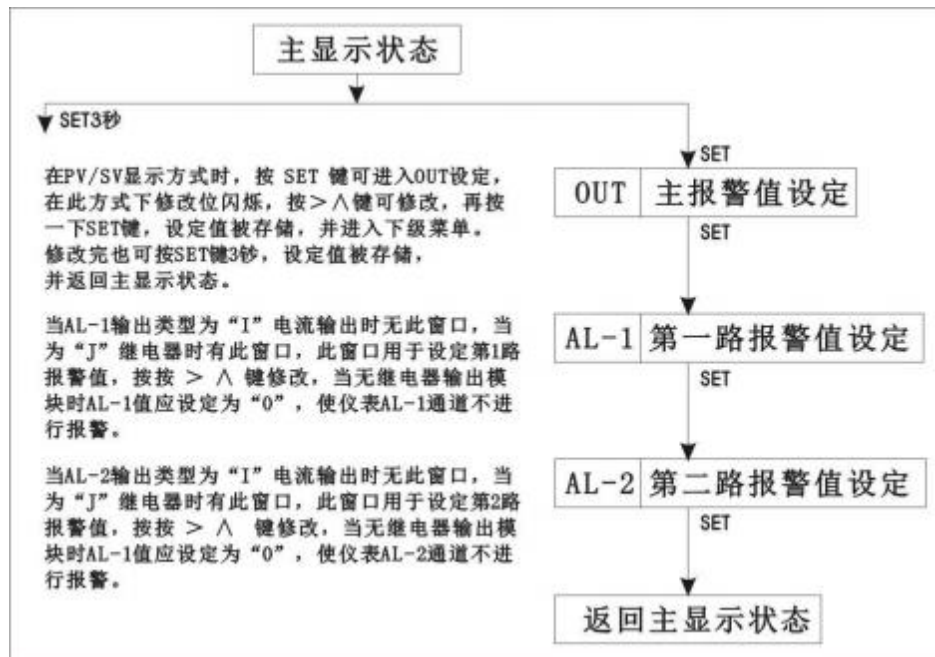 主显示状态
SET3秒
在PV/SV显示方式时，按 SET 键可进入OUT设定，
在此方式下修改位闪烁，按＞∧键可修改，再按
一下SET键，设定值被存储，并进入下级菜单。
修改完也可按SET键3钞，设定值被存储，
并返回主显示状态。
当AL-1输出类型为“I”电流输出时无此窗口，当
为“J”继电器时有此窗口，此窗口用于设定第1路
报警值，按按 ＞ ∧ 键修改，当无继电器输出模
块时AL-1值应设定为“0”，使仪表AL-1通道不进
行报警。
当AL-2输出类型为“I”电流输出时无此窗口，当
为“J”继电器时有此窗口，此窗口用于设定第2路
报警值，按按 ＞ ∧ 键修改，当无继电器输出模
块时AL-1值应设定为“0”，使仪表AL-2通道不进
行报警。
SET
OUT 主报警值设定
SET
AL-1 第一路报警值设定
SET
AL-2 第二路报警值设定
SET
返回主显示状态